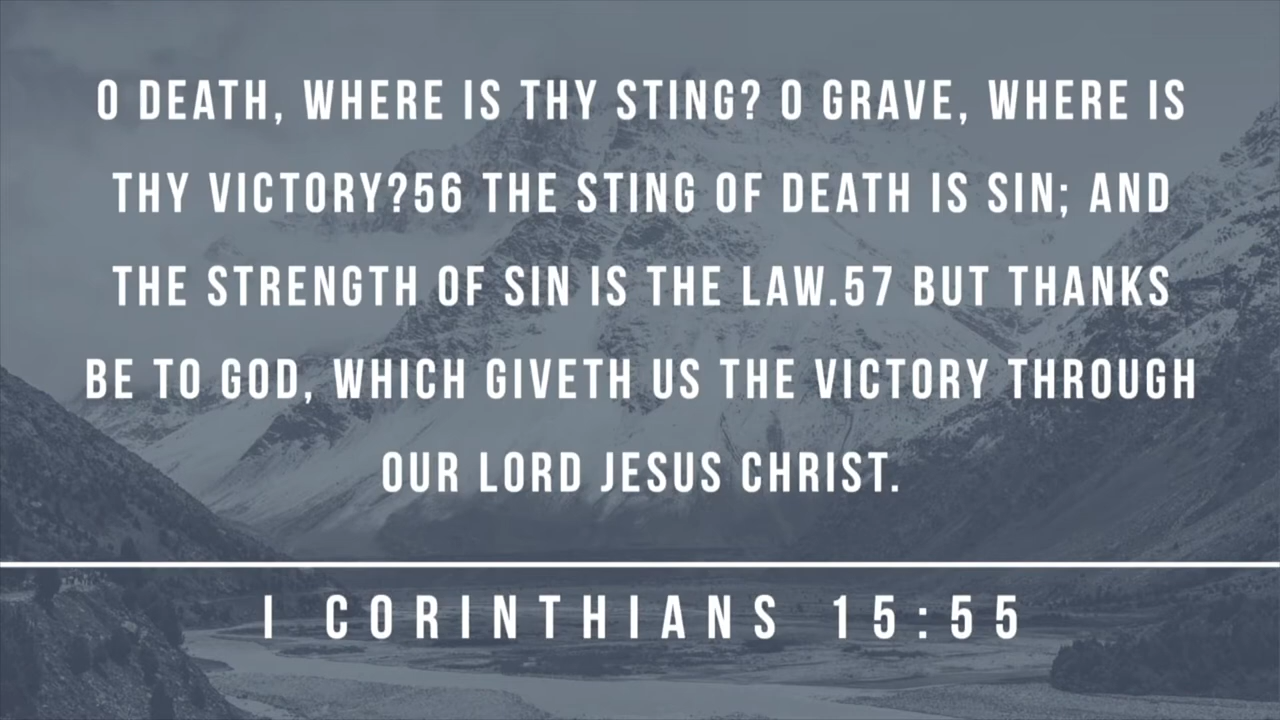 O DEATH, WHERE IS THY STING? O GRAVE, WHERE IS
THY VICTORY?56 THE STING OF DEATH IS SIN; AND
THE STRENGTH OF SIN IS THE LAW.57 BUT THANKS
BE TO GOD, WHICH GIVETH US THE VICTORY THROUGH
OUR LORD JESUS CHRIST.
I CORINTHIANS 15:55